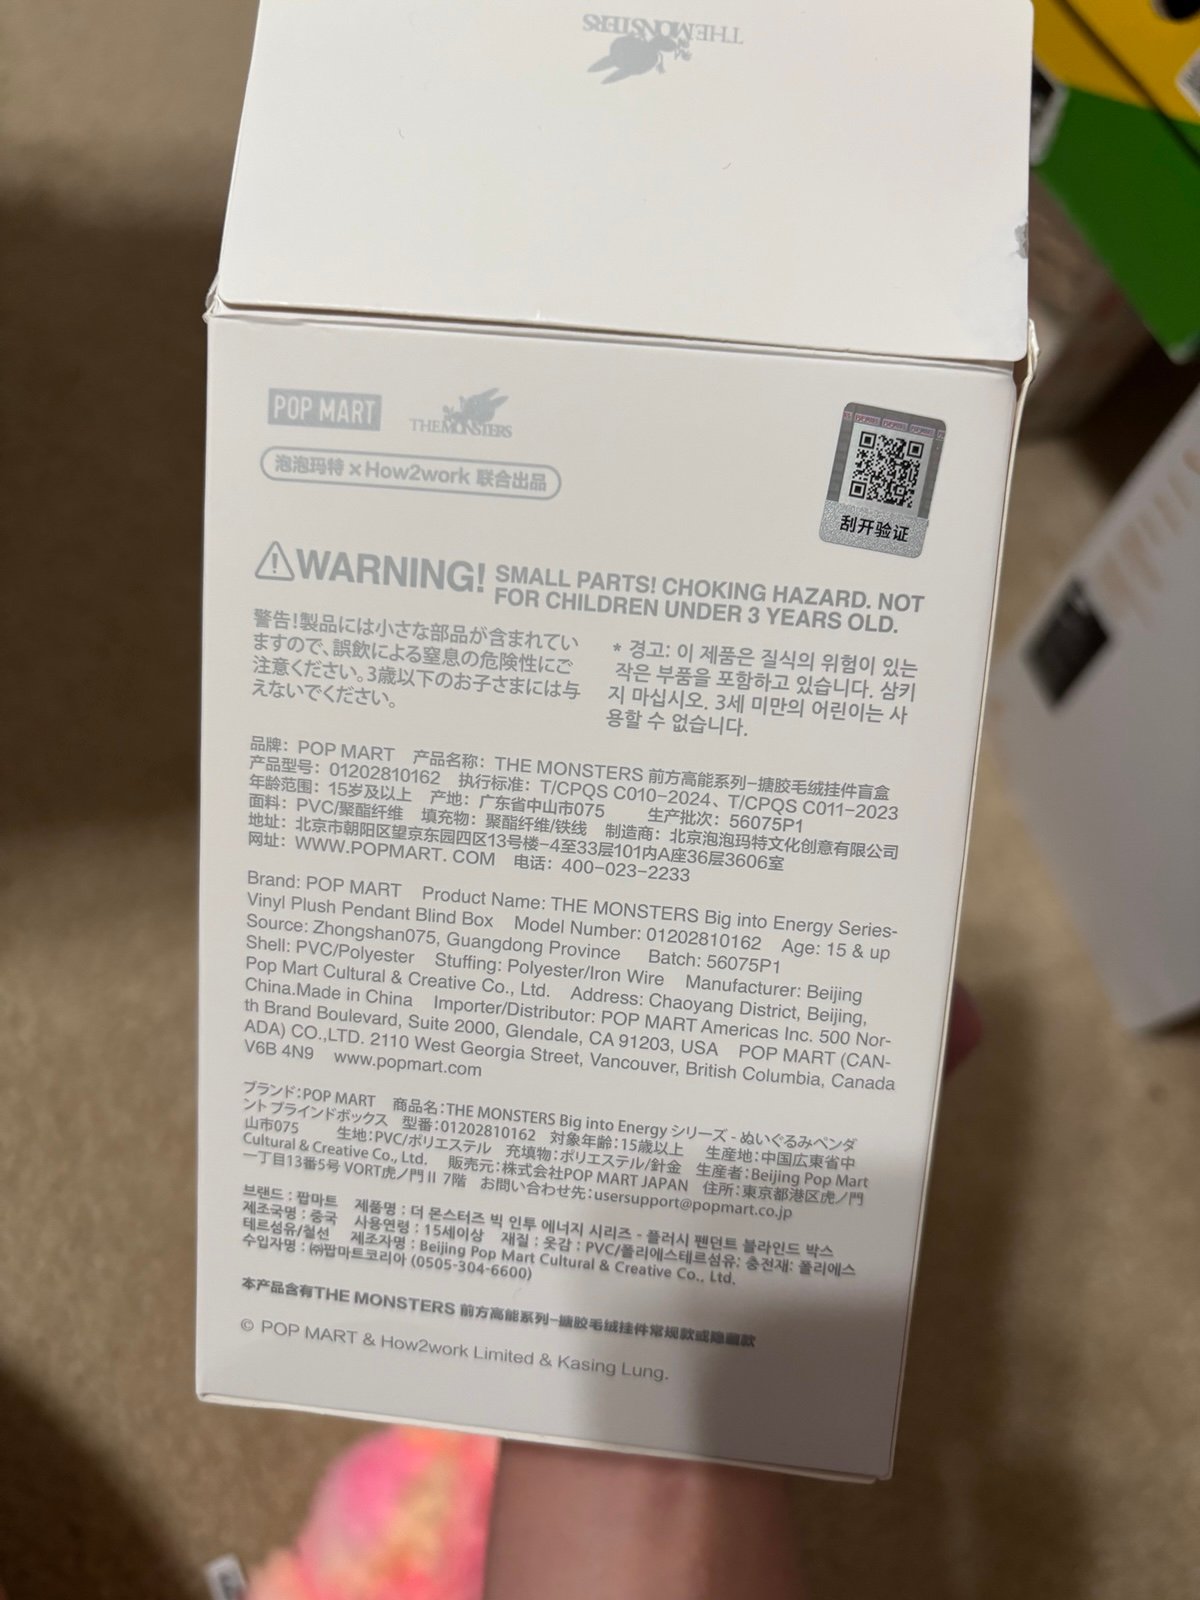 THE MONSTERS
POP MART
THE MONSTERS
泡泡玛特 × How2work 联合出品
刮开验证
WARNING! SMALL PARTS! CHOKING HAZARD. NOT
FOR CHILDREN UNDER 3 YEARS OLD.
警告!製品には小さな部品が含まれてい
ますので、誤飲による窒息の危険性にご
注意ください。3歳以下のお子さまには与
えないでください。
* 경고: 이 제품은 질식의 위험이 있는
작은 부품을 포함하고 있습니다. 삼키
지 마십시오. 3세 미만의 어린이는 사
용할 수 없습니다.
品牌: POP MART 产品名称: THE MONSTERS 前方高能系列-搪胶毛绒挂件盲盒
产品型号: 01202810162 执行标准: T/CPQS C010-2024、T/CPQS C011-2023
年龄范围: 15岁及以上 产地: 广东省中山市075 生产批次: 56075P1
面料: PVC/聚酯纤维 填充物: 聚酯纤维/铁线 制造商: 北京泡泡玛特文化创意有限公司
地址: 北京市朝阳区望京东园四区13号楼-4至33层101内A座36层3606室
网址: WWW.POPMART. COM 电话: 400-023-2233
Brand: POP MART Product Name: THE MONSTERS Big into Energy Series-
Vinyl Plush Pendant Blind Box Model Number: 01202810162 Age: 15 & up
Source: Zhongshan075, Guangdong Province Batch: 56075P1
Shell: PVC/Polyester Stuffing: Polyester/Iron Wire Manufacturer: Beijing
Pop Mart Cultural & Creative Co., Ltd. Address: Chaoyang District, Beijing,
China.Made in China Importer/Distributor: POP MART Americas Inc. 500 Nor-
th Brand Boulevard, Suite 2000, Glendale, CA 91203, USA POP MART (CAN-
ADA) CO.,LTD. 2110 West Georgia Street, Vancouver, British Columbia, Canada
V6B 4N9 www.popmart.com
ブランド:POP MART 商品名:THE MONSTERS Big into Energy シリーズ - ぬいぐるみペンダ
ント ブラインドボックス 型番:01202810162 対象年齢:15歳以上 生産地:中国広東省中
山市075 生地:PVC/ポリエステル 充填物:ポリエステル/針金 生産者:Beijing Pop Mart
Cultural & Creative Co., Ltd. 販売元:株式会社POP MART JAPAN 住所:東京都港区虎ノ門
一丁目13番5号 VORT虎ノ門 II 7階 お問い合わせ先:usersupport@popmart.co.jp
브랜드 : 팝마트 제품명 : 더 몬스터즈 빅 인투 에너지 시리즈 - 플러시 펜던트 블라인드 박스
제조국명 : 중국 사용연령 : 15세이상 재질 : 옷감 : PVC/폴리에스테르섬유; 충전재: 폴리에스
테르섬유/철선 제조자명 : Beijing Pop Mart Cultural & Creative Co., Ltd.
수입자명 : ㈜팝마트코리아 (0505-304-6600)
本产品含有THE MONSTERS 前方高能系列-搪胶毛绒挂件常规款或隐藏款
© POP MART & How2work Limited & Kasing Lung.